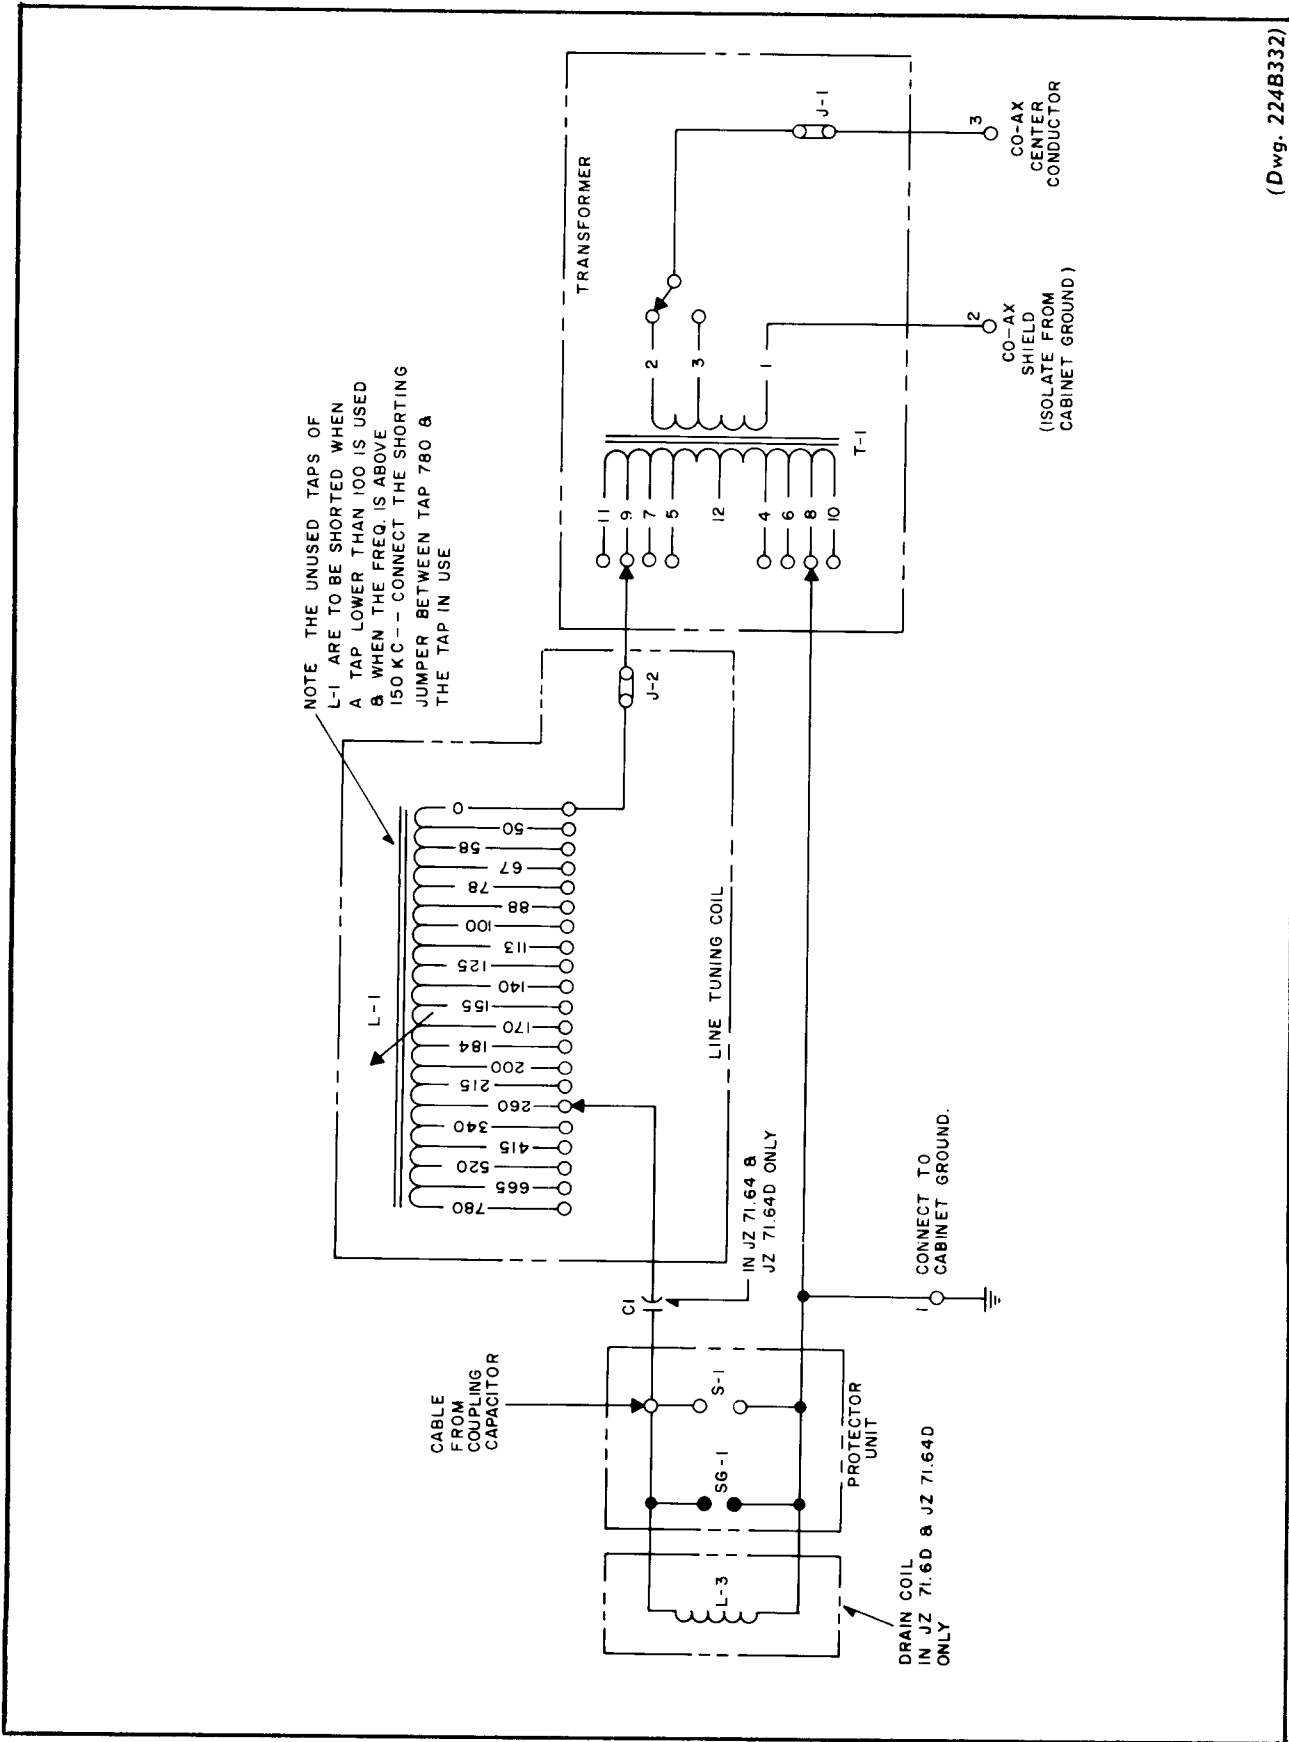 (Dwg. 224B332)
NOTE THE UNUSED TAPS OF
L-1 ARE TO BE SHORTED WHEN
A TAP LOWER THAN 100 IS USED
& WHEN THE FREQ. IS ABOVE
150 KC -- CONNECT THE SHORTING
JUMPER BETWEEN TAP 780 &
THE TAP IN USE
TRANSFORMER
J-1
3
CO-AX
CENTER
CONDUCTOR
2
3
1
2
CO-AX
SHIELD
(ISOLATE FROM
CABINET GROUND)
T-1
11
9
7
5
12
4
6
8
10
J-2
L-1
0
50
58
67
78
88
100
113
125
140
155
170
184
200
215
260
340
415
520
665
780
LINE TUNING COIL
C1
IN JZ 71.64 &
JZ 71.64D ONLY
1
CONNECT TO
CABINET GROUND.
CABLE
FROM
COUPLING
CAPACITOR
S-1
SG-1
PROTECTOR
UNIT
L-3
DRAIN COIL
IN JZ 71.6D & JZ 71.64D
ONLY